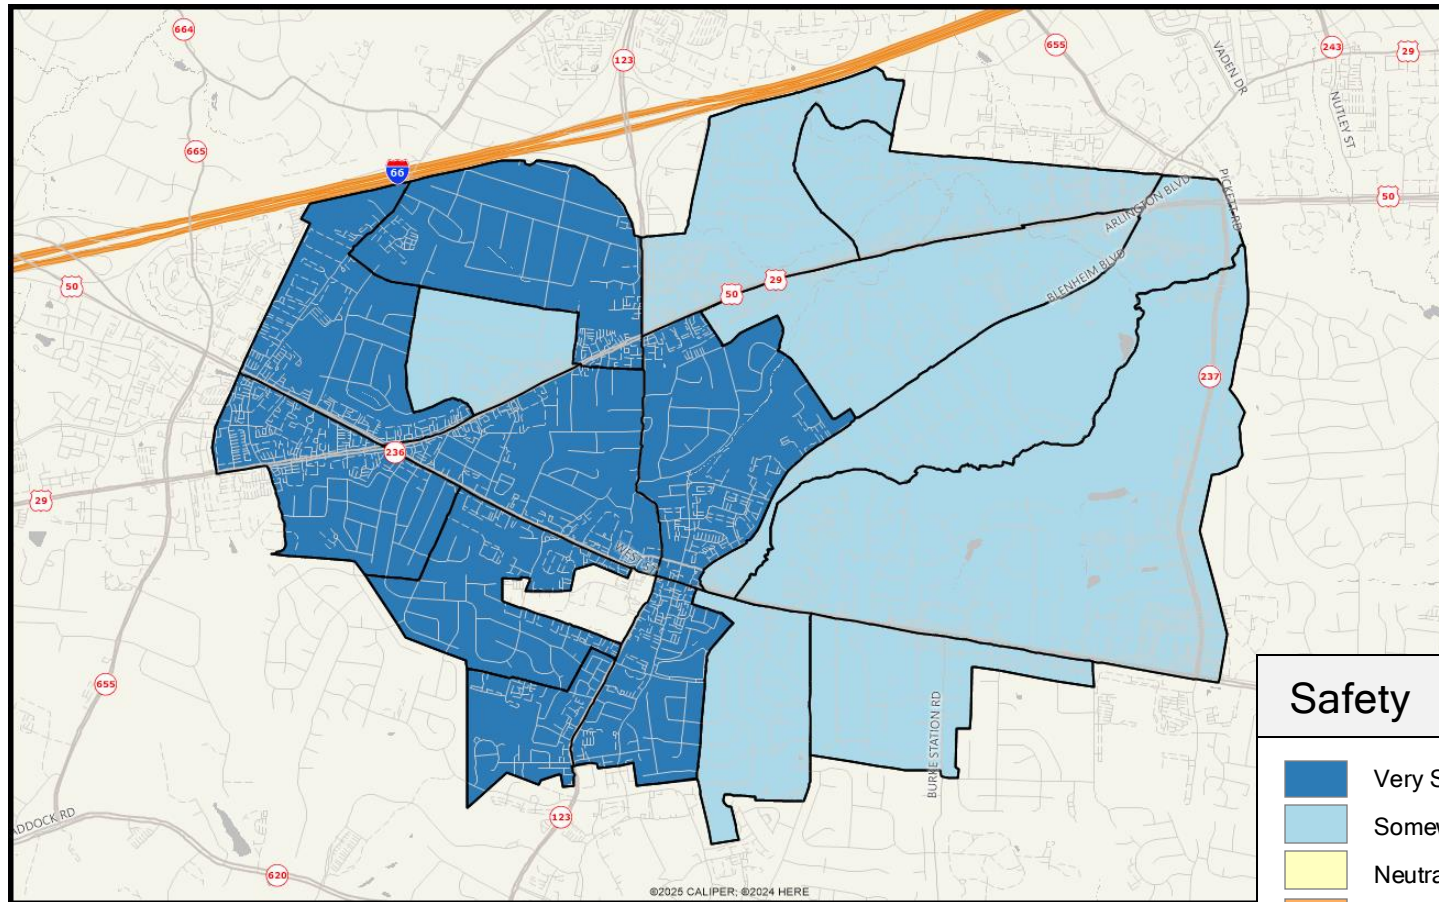 664
123
655
243
29
VADEN DR
NUTLEY ST
665
66
PICKETT RD
50
ARLINGTON BLVD
50
29
50
BLENHEIM BLVD
237
236
29
WEST ST
655
BURKE STATION RD
123
ADDOCK RD
620
©2025 CALIPER; ©2024 HERE
Safety
Very S
Somew
Neutra